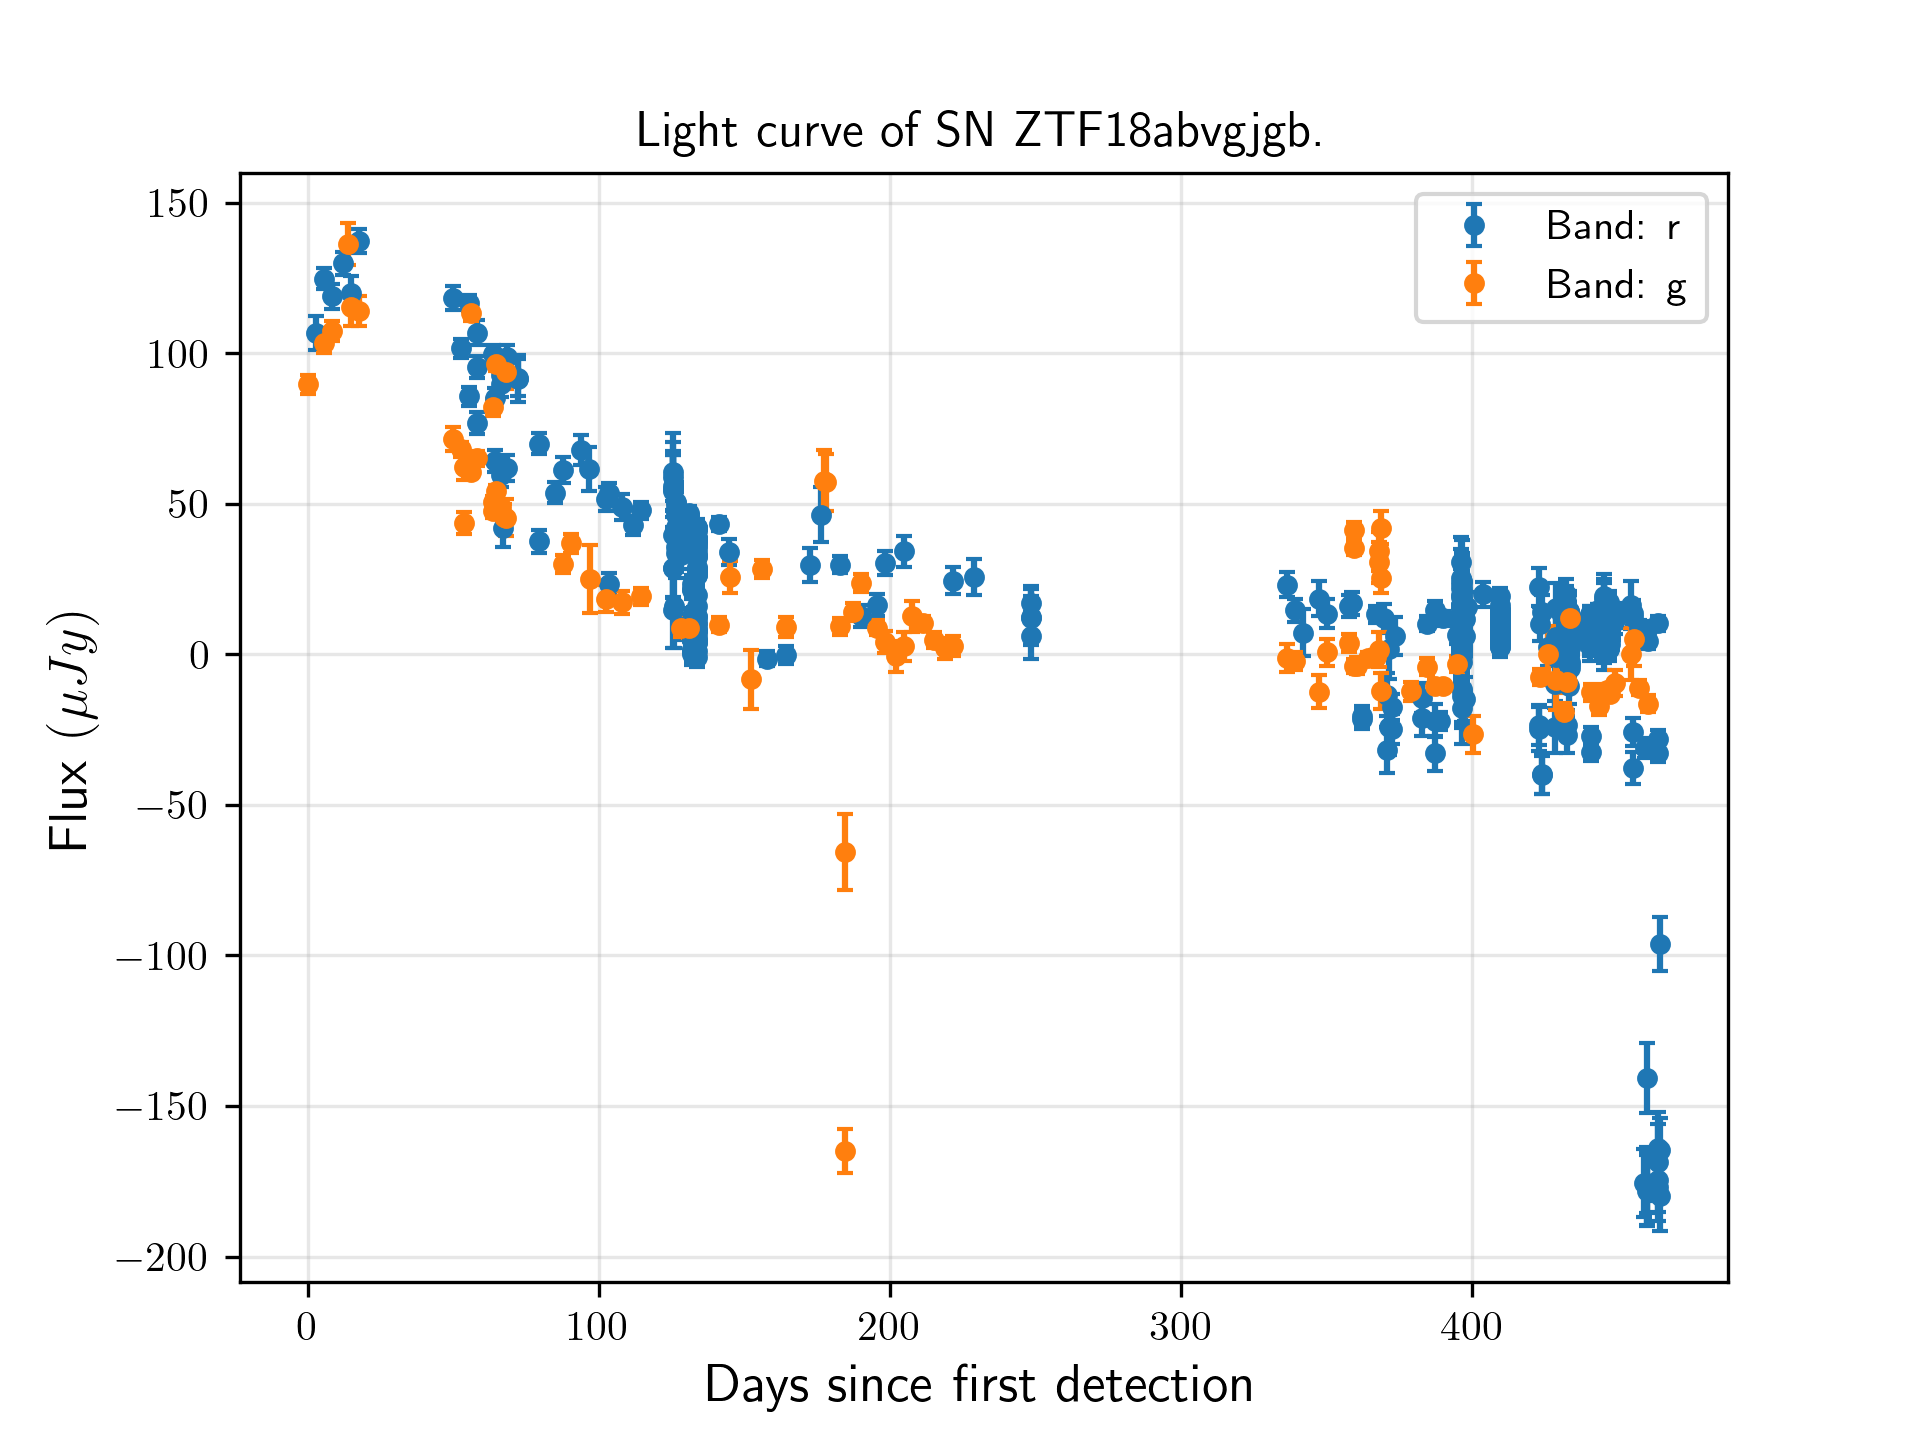 Light curve of SN ZTF18abvgjgb.
150
100
50
0
−50
−100
−150
−200
Flux (μJy)
Band: r
Band: g
0 100 200 300 400
Days since first detection